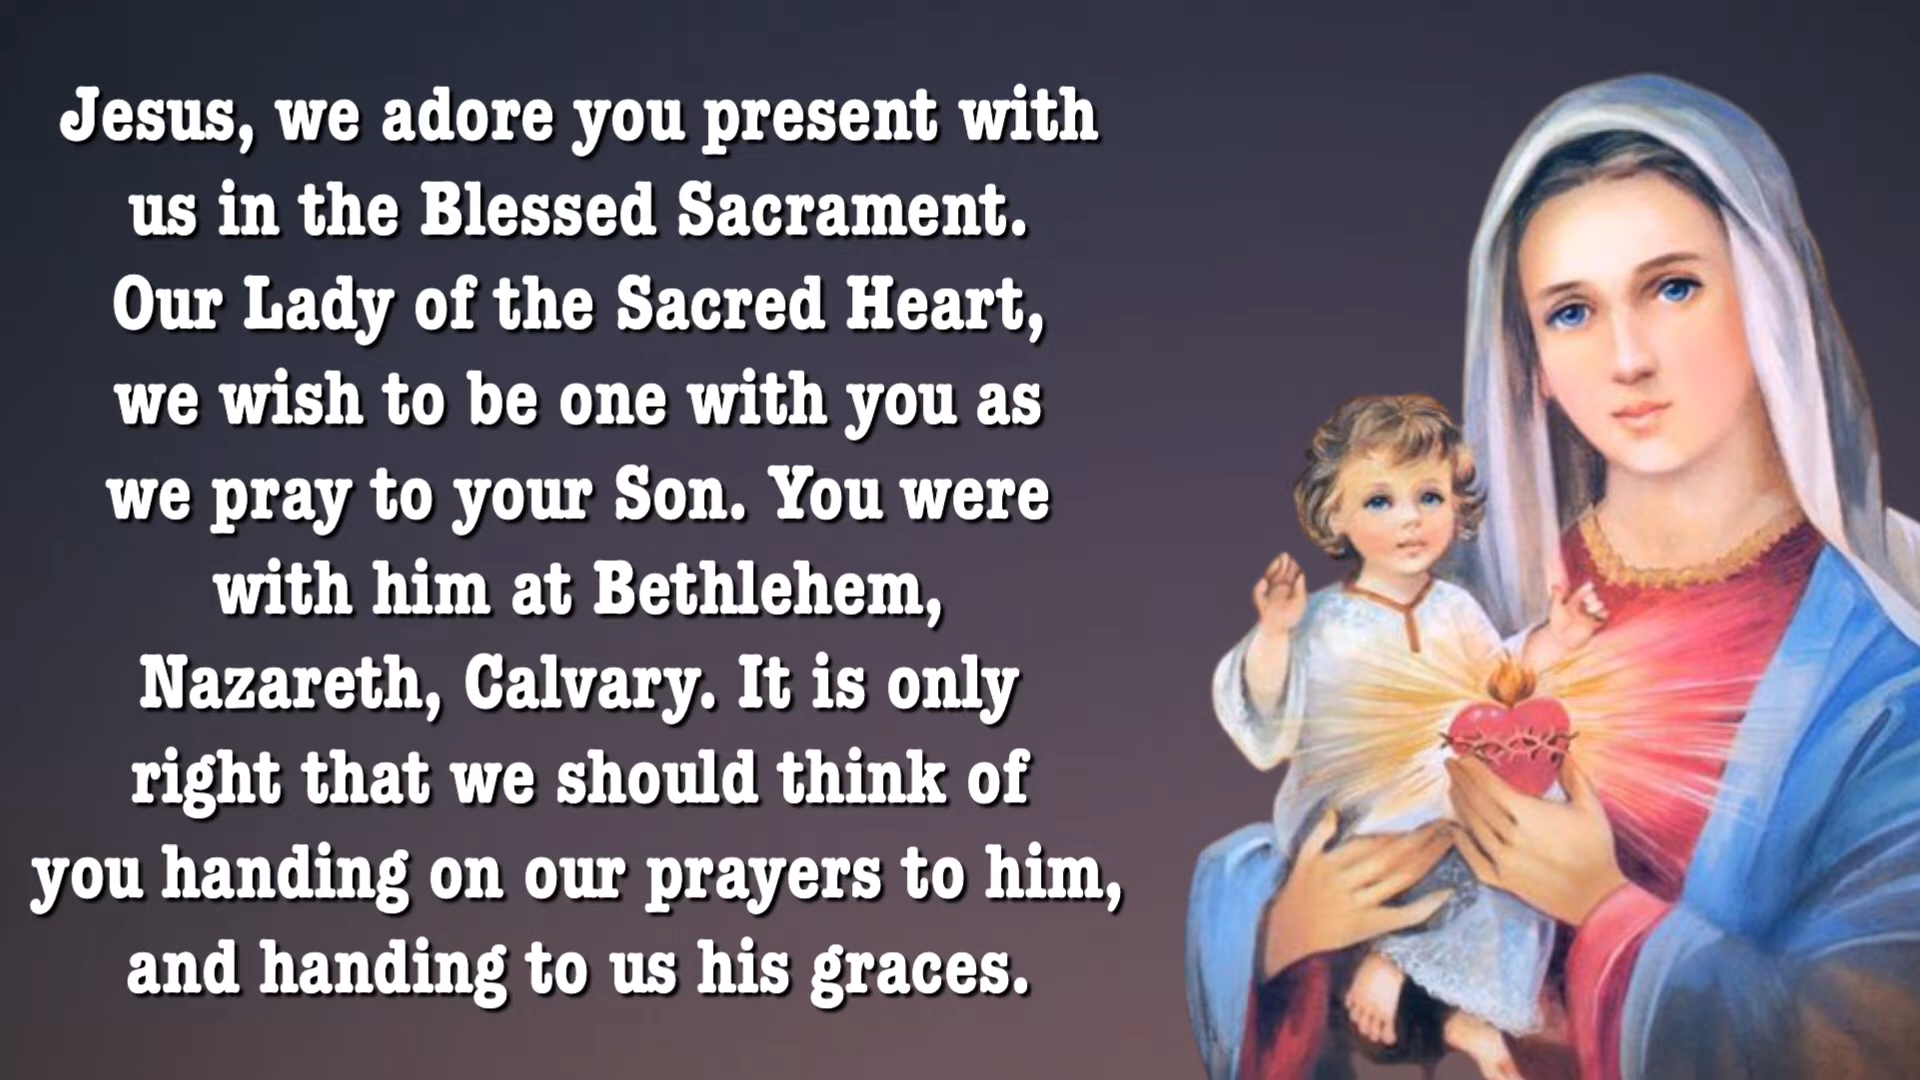 Jesus, we adore you present with
us in the Blessed Sacrament.
Our Lady of the Sacred Heart,
we wish to be one with you as
we pray to your Son. You were
with him at Bethlehem,
Nazareth, Calvary. It is only
right that we should think of
you handing on our prayers to him,
and handing to us his graces.